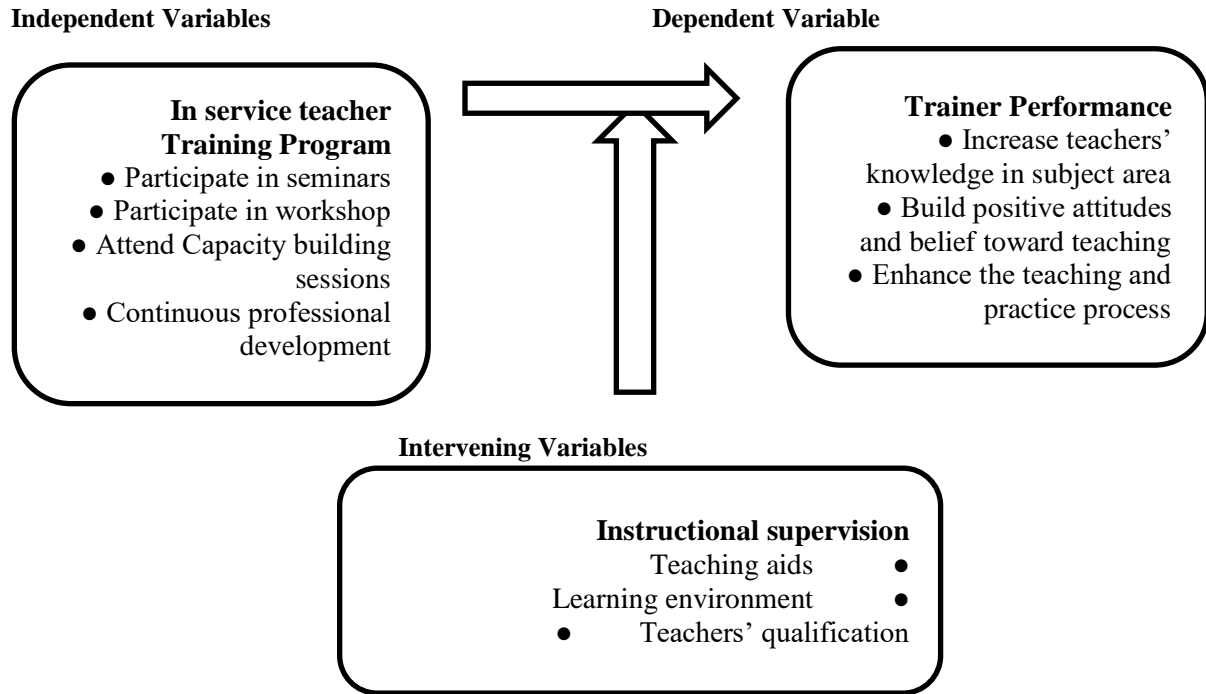 Independent Variables
Dependent Variable
In service teacher
Training Program
● Participate in seminars
● Participate in workshop
● Attend Capacity building
sessions
● Continuous professional
development
Trainer Performance
● Increase teachers’
knowledge in subject area
● Build positive attitudes
and belief toward teaching
● Enhance the teaching and
practice process
Intervening Variables
Instructional supervision
Teaching aids ●
Learning environment ●
● Teachers’ qualification